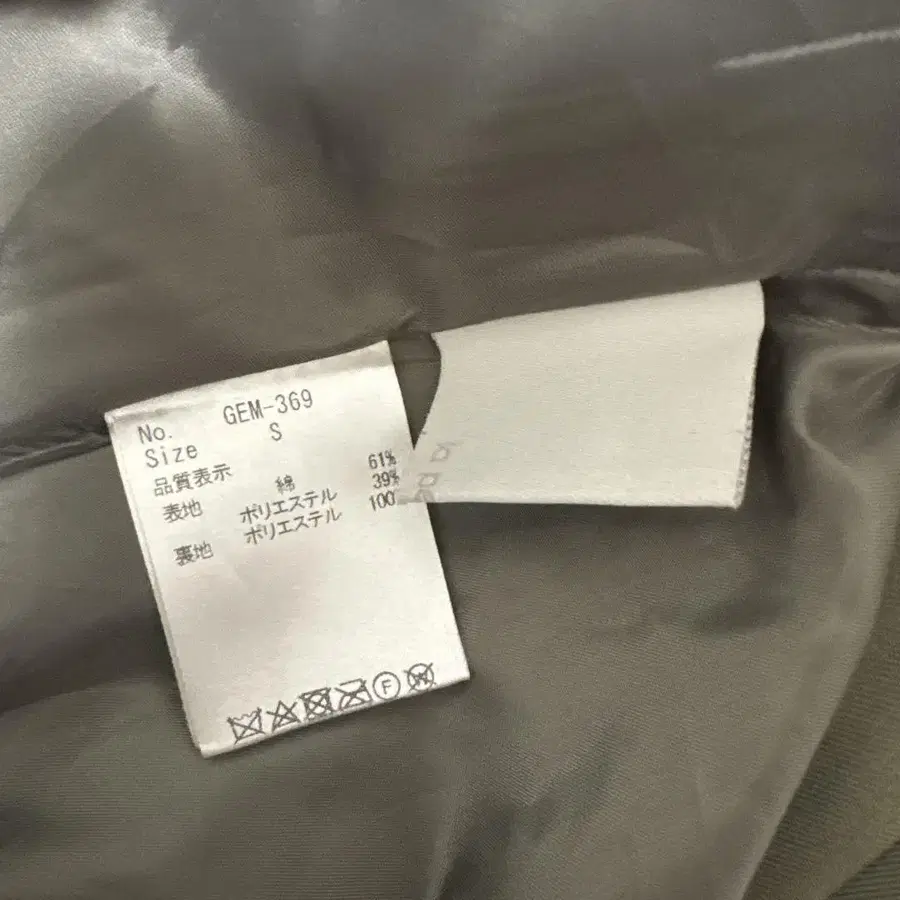 No. GEM-369
Size S
品質表示
表地 綿 61%
ポリエステル 39%
裏地 ポリエステル 100
F
W